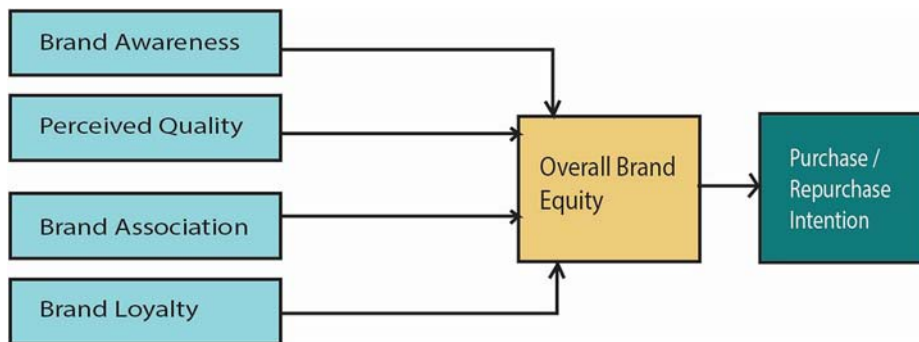 Brand Awareness
Perceived Quality
Brand Association
Brand Loyalty
Overall Brand
Equity
Purchase /
Repurchase
Intention